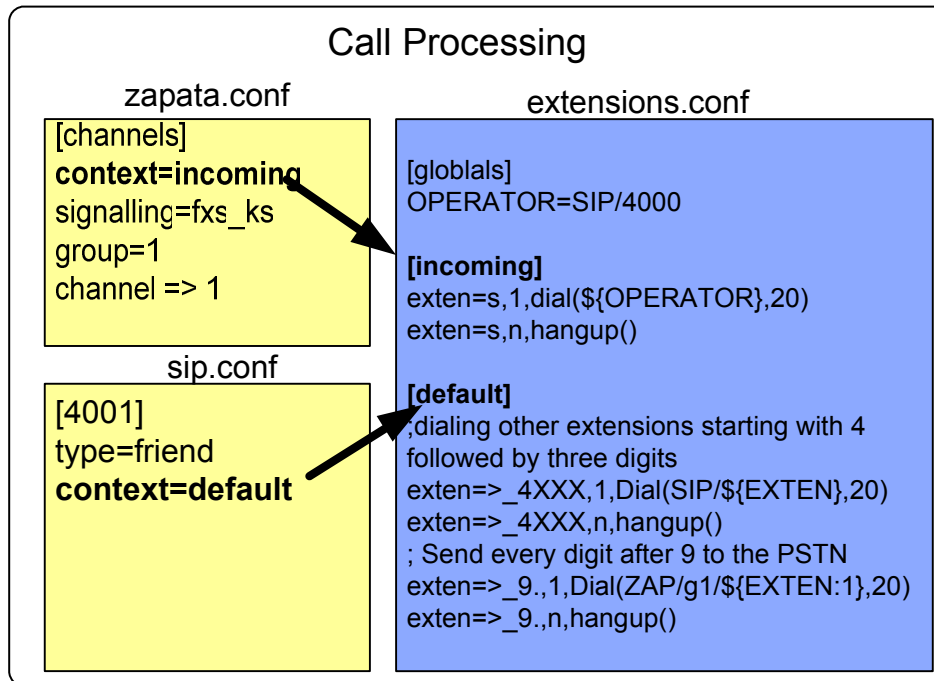 Call Processing
zapata.conf
[channels]
context=incoming
signalling=fxs_ks
group=1
channel => 1
sip.conf
[4001]
type=friend
context=default
extensions.conf
[globlals]
OPERATOR=SIP/4000
[incoming]
exten=s,1,dial(${OPERATOR},20)
exten=s,n,hangup()
[default]
;dialing other extensions starting with 4
followed by three digits
exten=>_4XXX,1,Dial(SIP/${EXTEN},20)
exten=>_4XXX,n,hangup()
; Send every digit after 9 to the PSTN
exten=>_9.,1,Dial(ZAP/g1/${EXTEN:1},20)
exten=>_9.,n,hangup()